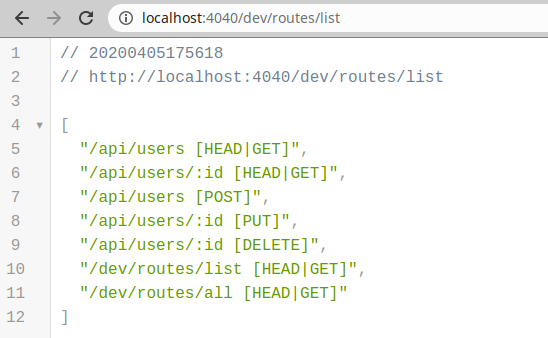 localhost:4040/dev/routes/list
1 // 20200405175618
2 // http://localhost:4040/dev/routes/list
3
4 [
5 "/api/users [HEAD|GET]",
6 "/api/users/:id [HEAD|GET]",
7 "/api/users [POST]",
8 "/api/users/:id [PUT]",
9 "/api/users/:id [DELETE]",
10 "/dev/routes/list [HEAD|GET]",
11 "/dev/routes/all [HEAD|GET]"
12 ]